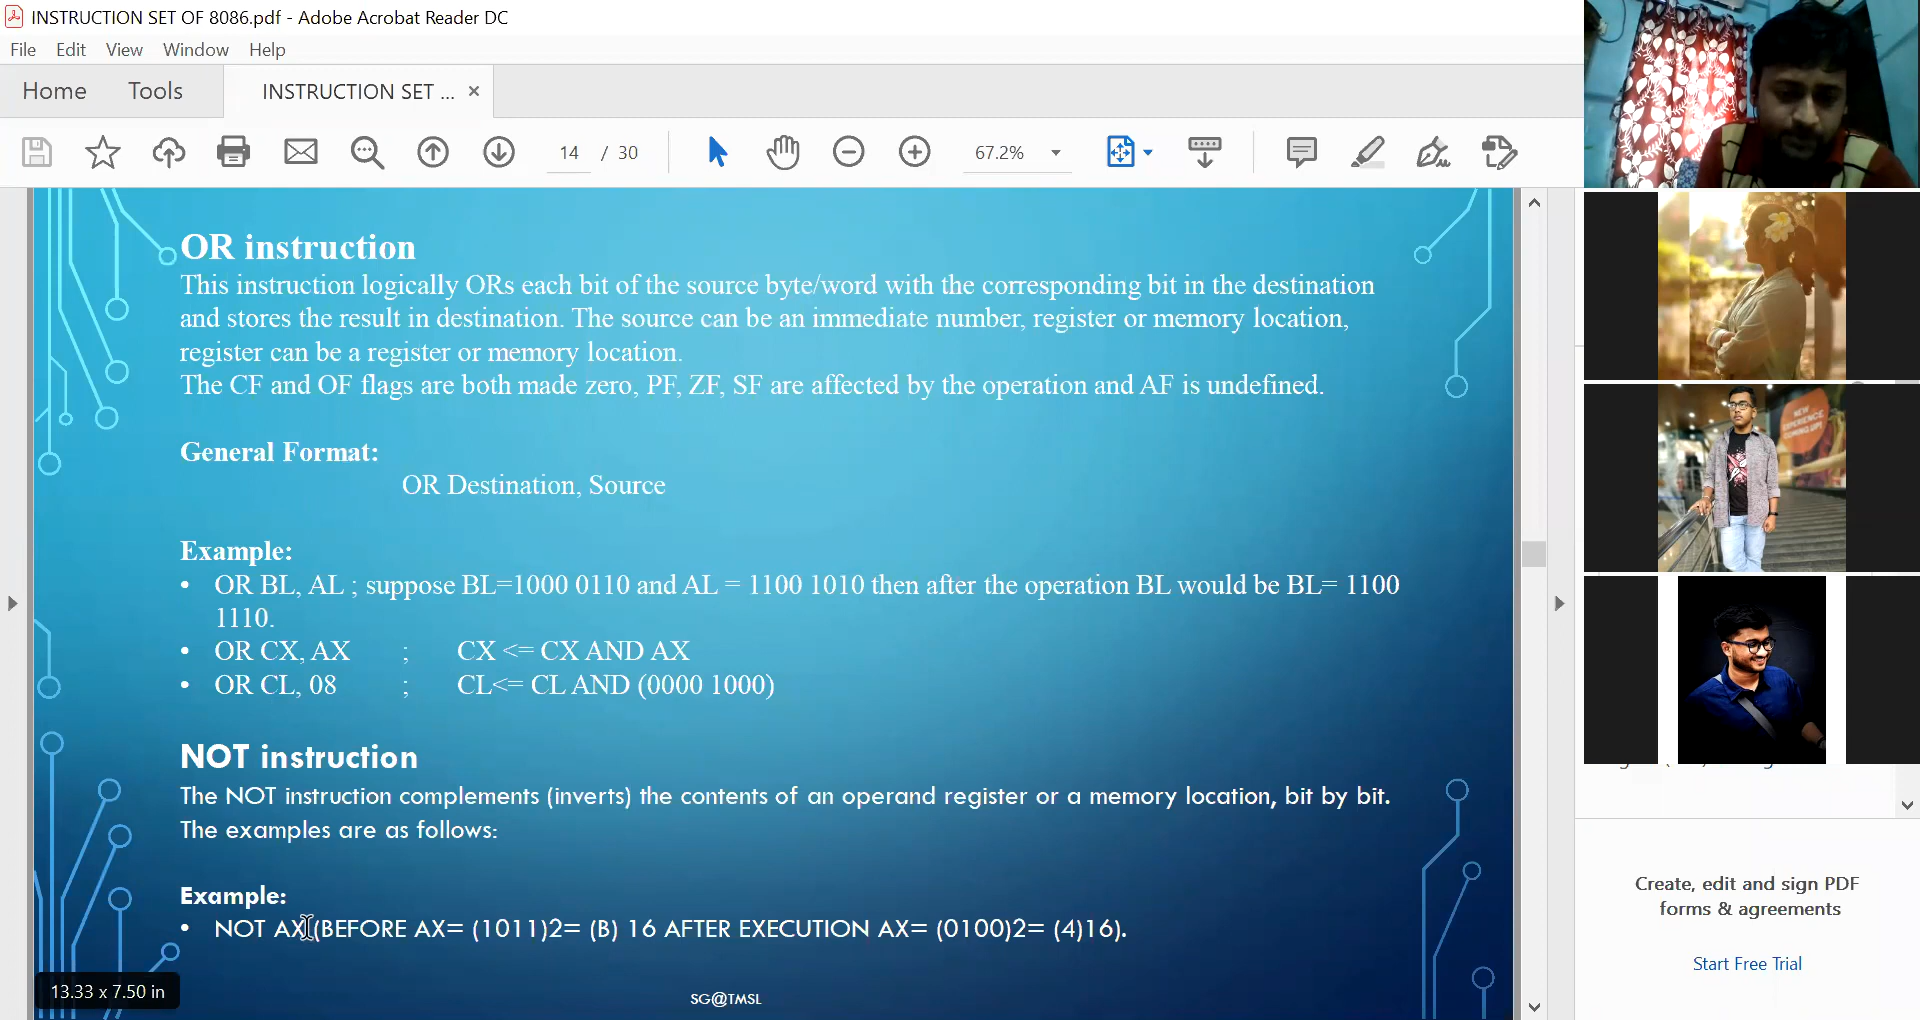 INSTRUCTION SET OF 8086.pdf - Adobe Acrobat Reader DC
File Edit View Window Help
Home Tools INSTRUCTION SET ... ×
14 / 30 67.2%
OR instruction
This instruction logically ORs each bit of the source byte/word with the corresponding bit in the destination
and stores the result in destination. The source can be an immediate number, register or memory location,
register can be a register or memory location.
The CF and OF flags are both made zero, PF, ZF, SF are affected by the operation and AF is undefined.
General Format:
OR Destination, Source
Example:
• OR BL, AL ; suppose BL=1000 0110 and AL = 1100 1010 then after the operation BL would be BL= 1100
1110.
• OR CX, AX ; CX <= CX AND AX
• OR CL, 08 ; CL<= CL AND (0000 1000)
NOT instruction
The NOT instruction complements (inverts) the contents of an operand register or a memory location, bit by bit.
The examples are as follows:
Example:
• NOT AX (BEFORE AX= (1011)2= (B) 16 AFTER EXECUTION AX= (0100)2= (4)16).
13.33 x 7.50 in
SG@TMSL
NEW
EXPERIENCE
COMING UP!
Create, edit and sign PDF
forms & agreements
Start Free Trial